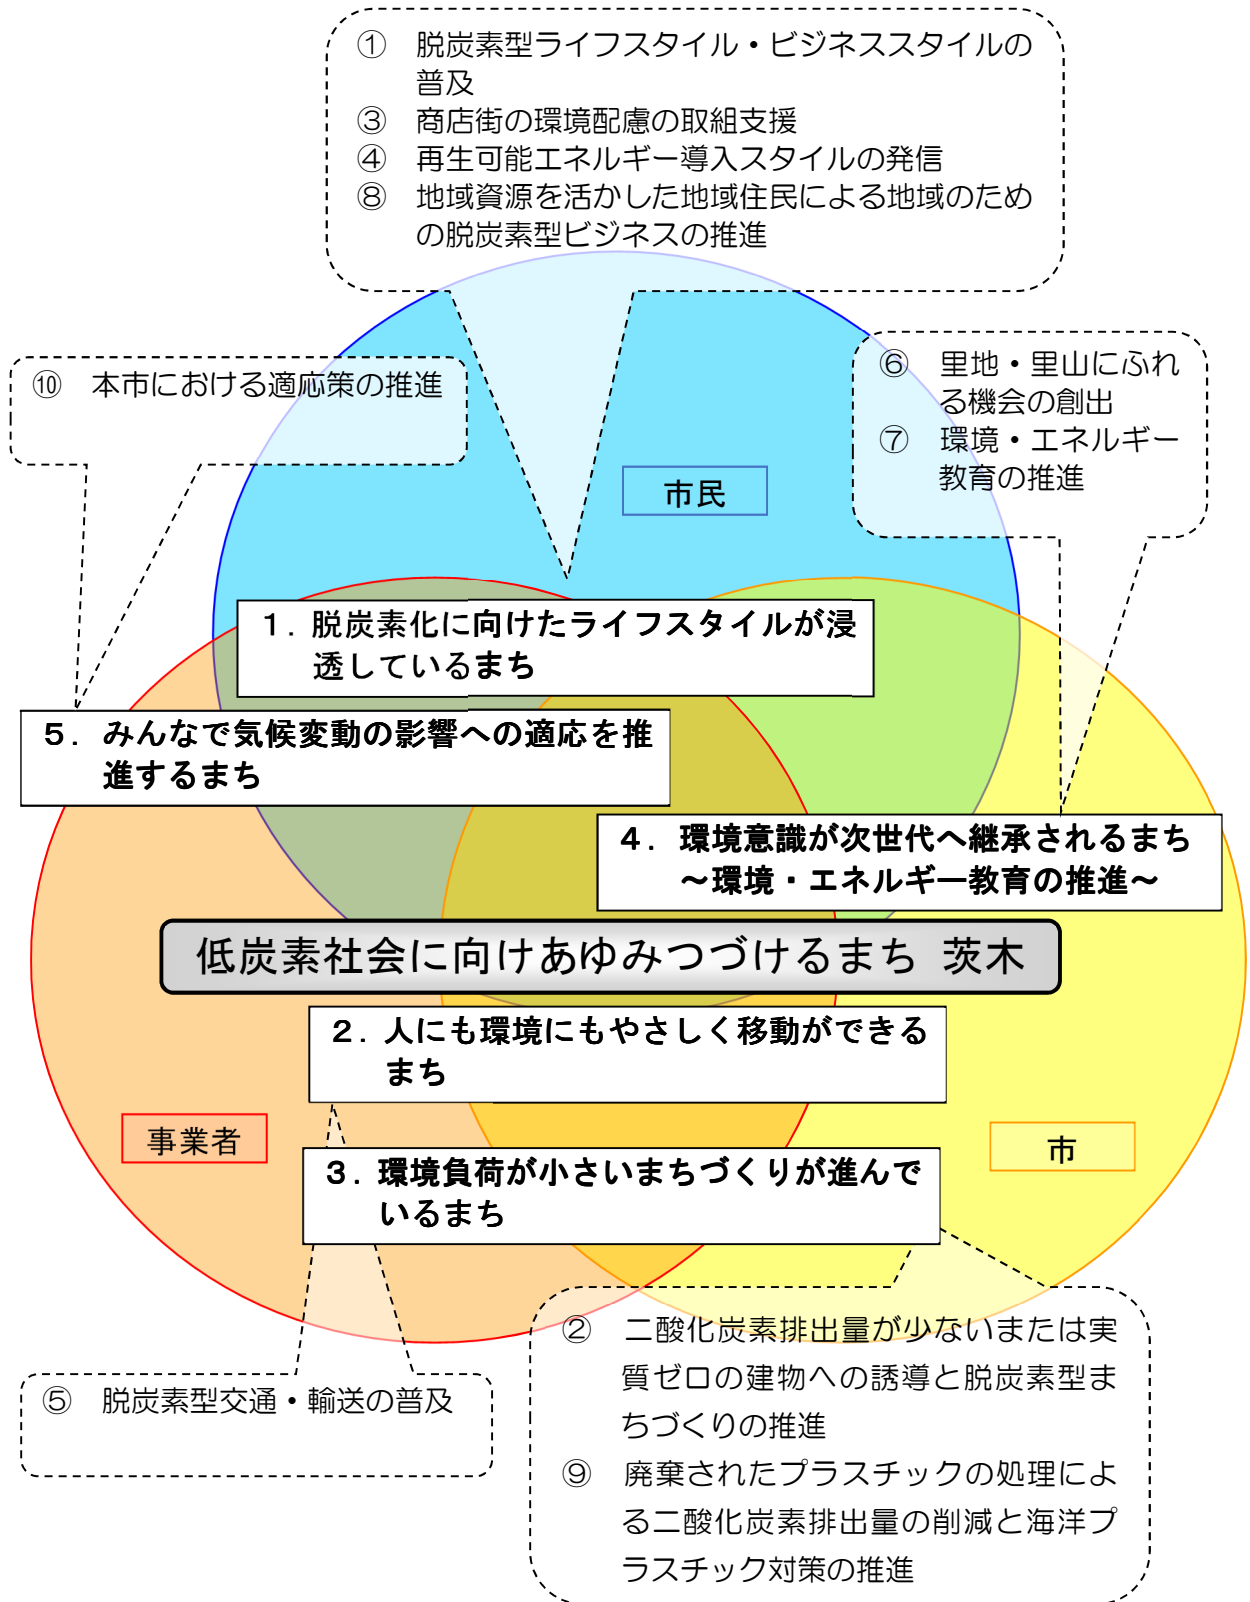 ① 脱炭素型ライフスタイル・ビジネススタイルの
普及
③ 商店街の環境配慮の取組支援
④ 再生可能エネルギー導入スタイルの発信
⑧ 地域資源を活かした地域住民による地域のため
の脱炭素型ビジネスの推進
⑩ 本市における適応策の推進
⑥ 里地・里山にふれ
る機会の創出
⑦ 環境・エネルギー
教育の推進
市民
1. 脱炭素化に向けたライフスタイルが浸
透しているまち
5. みんなで気候変動の影響への適応を推
進するまち
4. 環境意識が次世代へ継承されるまち
～環境・エネルギー教育の推進～
低炭素社会に向けあゆみつづけるまち 茨木
2. 人にも環境にもやさしく移動ができる
まち
事業者
市
3. 環境負荷が小さいまちづくりが進んで
いるまち
⑤ 脱炭素型交通・輸送の普及
② 二酸化炭素排出量が少ないまたは実
質ゼロの建物への誘導と脱炭素型ま
ちづくりの推進
⑨ 廃棄されたプラスチックの処理によ
る二酸化炭素排出量の削減と海洋プ
ラスチック対策の推進